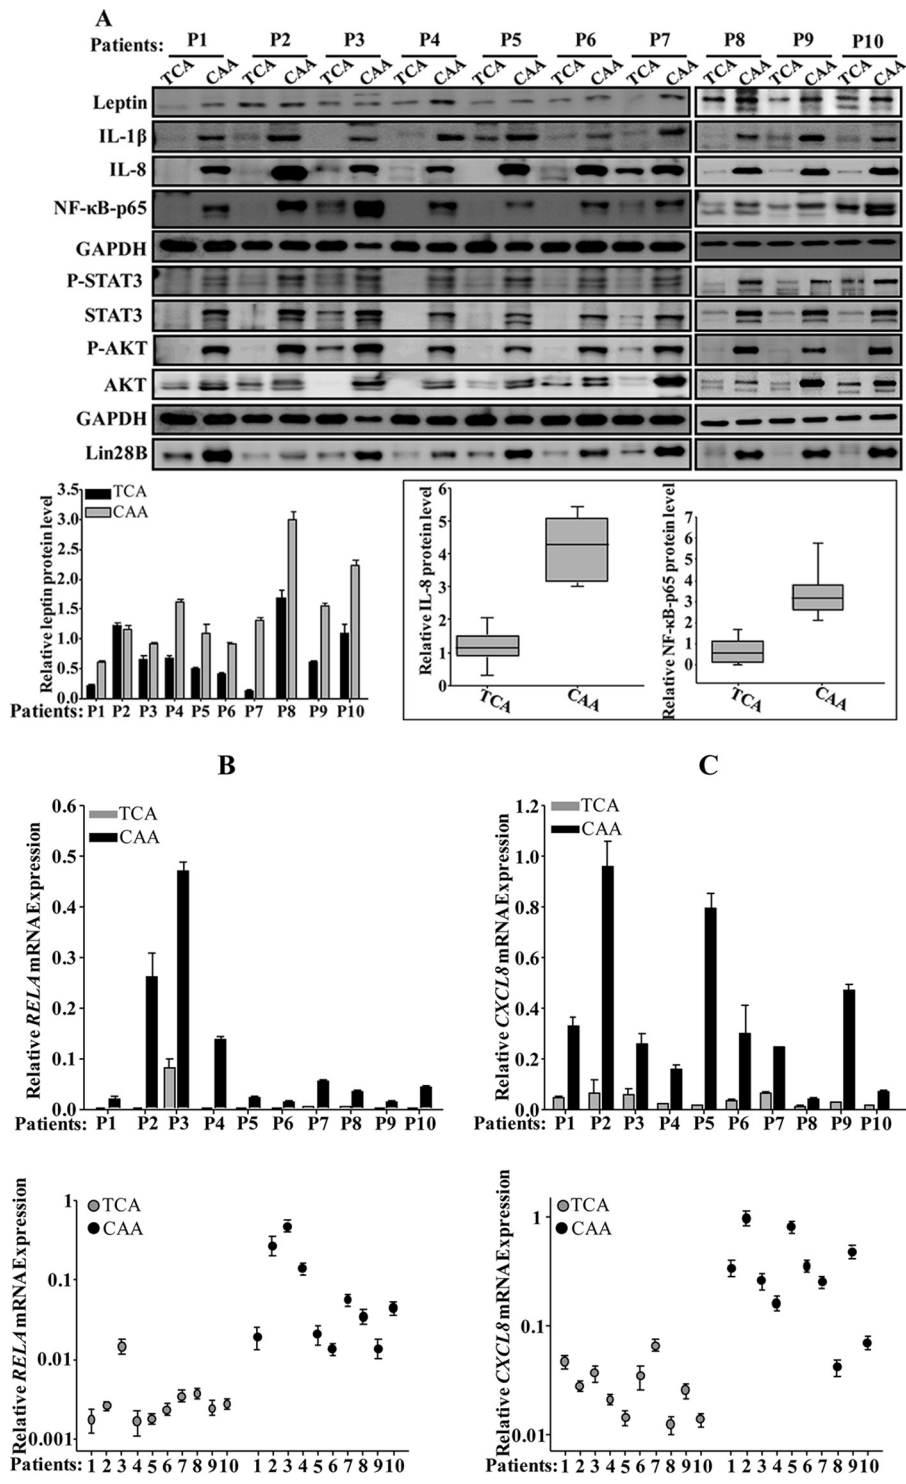 A
Patients: P1 P2 P3 P4 P5 P6 P7 P8 P9 P10
TCA CAA TCA CAA TCA CAA TCA CAA TCA CAA TCA CAA TCA CAA TCA CAA TCA CAA TCA CAA
Leptin
IL-1β
IL-8
NF-κB-p65
GAPDH
P-STAT3
STAT3
P-AKT
AKT
GAPDH
Lin28B
Relative leptin protein level
3.5
3.0
2.5
2.0
1.5
1.0
0.5
0.0
TCA
CAA
Patients: P1 P2 P3 P4 P5 P6 P7 P8 P9 P10
Relative IL-8 protein level
6
5
4
3
2
1
0
TCA CAA
Relative NF-κB-p65 protein level
7
6
5
4
3
2
1
0
TCA CAA
B
Relative RELA mRNAExpression
0.6
0.5
0.4
0.3
0.2
0.1
0.0
TCA
CAA
Patients: P1 P2 P3 P4 P5 P6 P7 P8 P9 P10
C
Relative CXCL8 mRNAExpression
1.2
1.0
0.8
0.6
0.4
0.2
0.0
TCA
CAA
Patients: P1 P2 P3 P4 P5 P6 P7 P8 P9 P10
Relative RELA mRNAExpression
1
0.1
0.01
0.001
TCA
CAA
Patients: 1 2 3 4 5 6 7 8 9 10 1 2 3 4 5 6 7 8 9 10
Relative CXCL8 mRNAExpression
1
0.1
0.01
TCA
CAA
Patients: 1 2 3 4 5 6 7 8 9 10 1 2 3 4 5 6 7 8 9 10